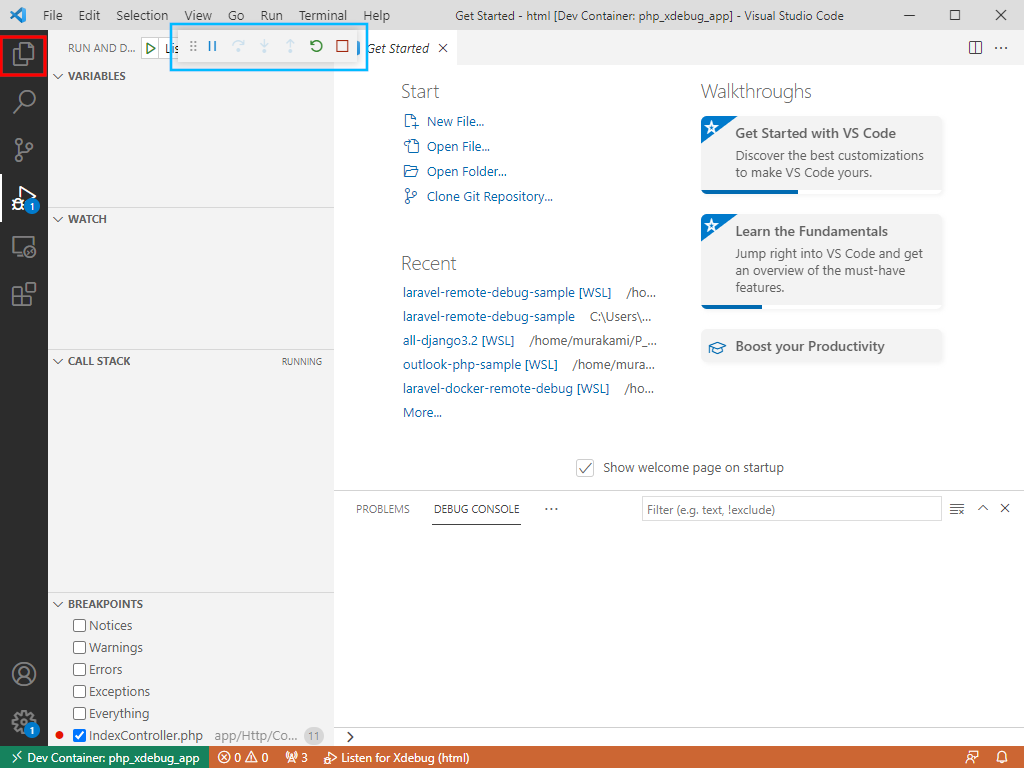 File Edit Selection View Go Run Terminal Help Get Started - html [Dev Container: php_xdebug_app] - Visual Studio Code
RUN AND D... Lis Get Started
VARIABLES
WATCH
CALL STACK RUNNING
BREAKPOINTS
Notices
Warnings
Errors
Exceptions
Everything
IndexController.php app/Http/Co... 11
1
1
Start
New File...
Open File...
Open Folder...
Clone Git Repository...
Recent
laravel-remote-debug-sample [WSL] /ho...
laravel-remote-debug-sample C:\Users\...
all-django3.2 [WSL] /home/murakami/P_...
outlook-php-sample [WSL] /home/mura...
laravel-docker-remote-debug [WSL] /ho...
More...
Walkthroughs
Get Started with VS Code
Discover the best customizations
to make VS Code yours.
Learn the Fundamentals
Jump right into VS Code and get
an overview of the must-have
features.
Boost your Productivity
Show welcome page on startup
PROBLEMS DEBUG CONSOLE ... Filter (e.g. text, !exclude)
Dev Container: php_xdebug_app 0 0 3 Listen for Xdebug (html)